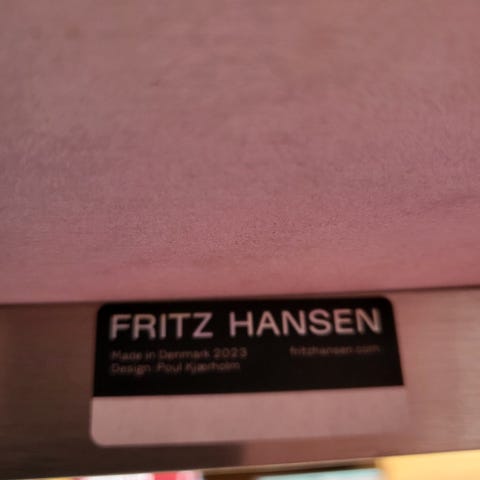 FRITZ HANSEN
Made in Denmark 2023 fritzhansen.com
Design : Poul Kjærholm